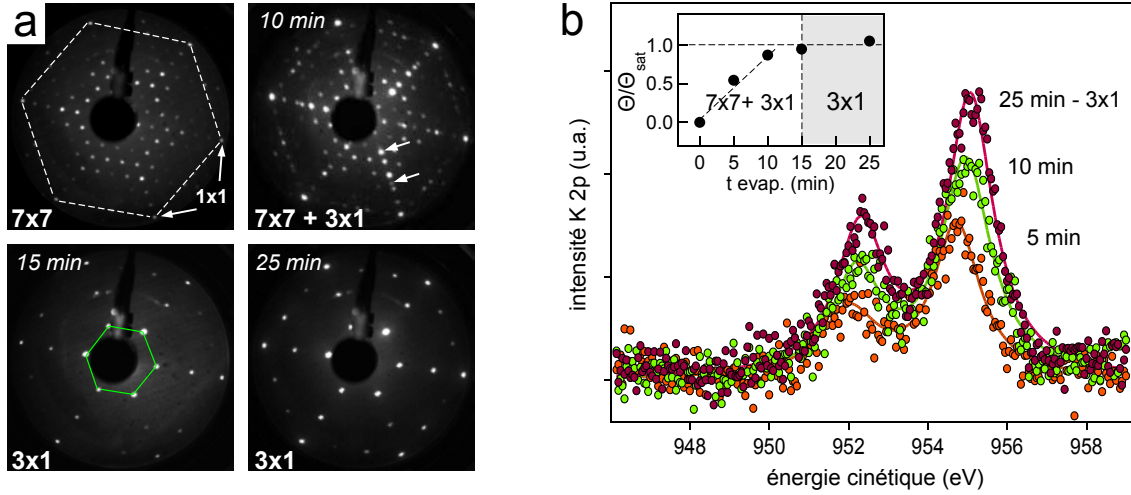 a
10 min
1x1
7x7
7x7 + 3x1
15 min
25 min
3x1
3x1
b
intensité K 2p (u.a.)
Θ/Θsat
1.0
0.5
0.0
7x7+ 3x1
3x1
0
5
10
15
20
25
t evap. (min)
25 min - 3x1
10 min
5 min
948
950
952
954
956
958
énergie cinétique (eV)